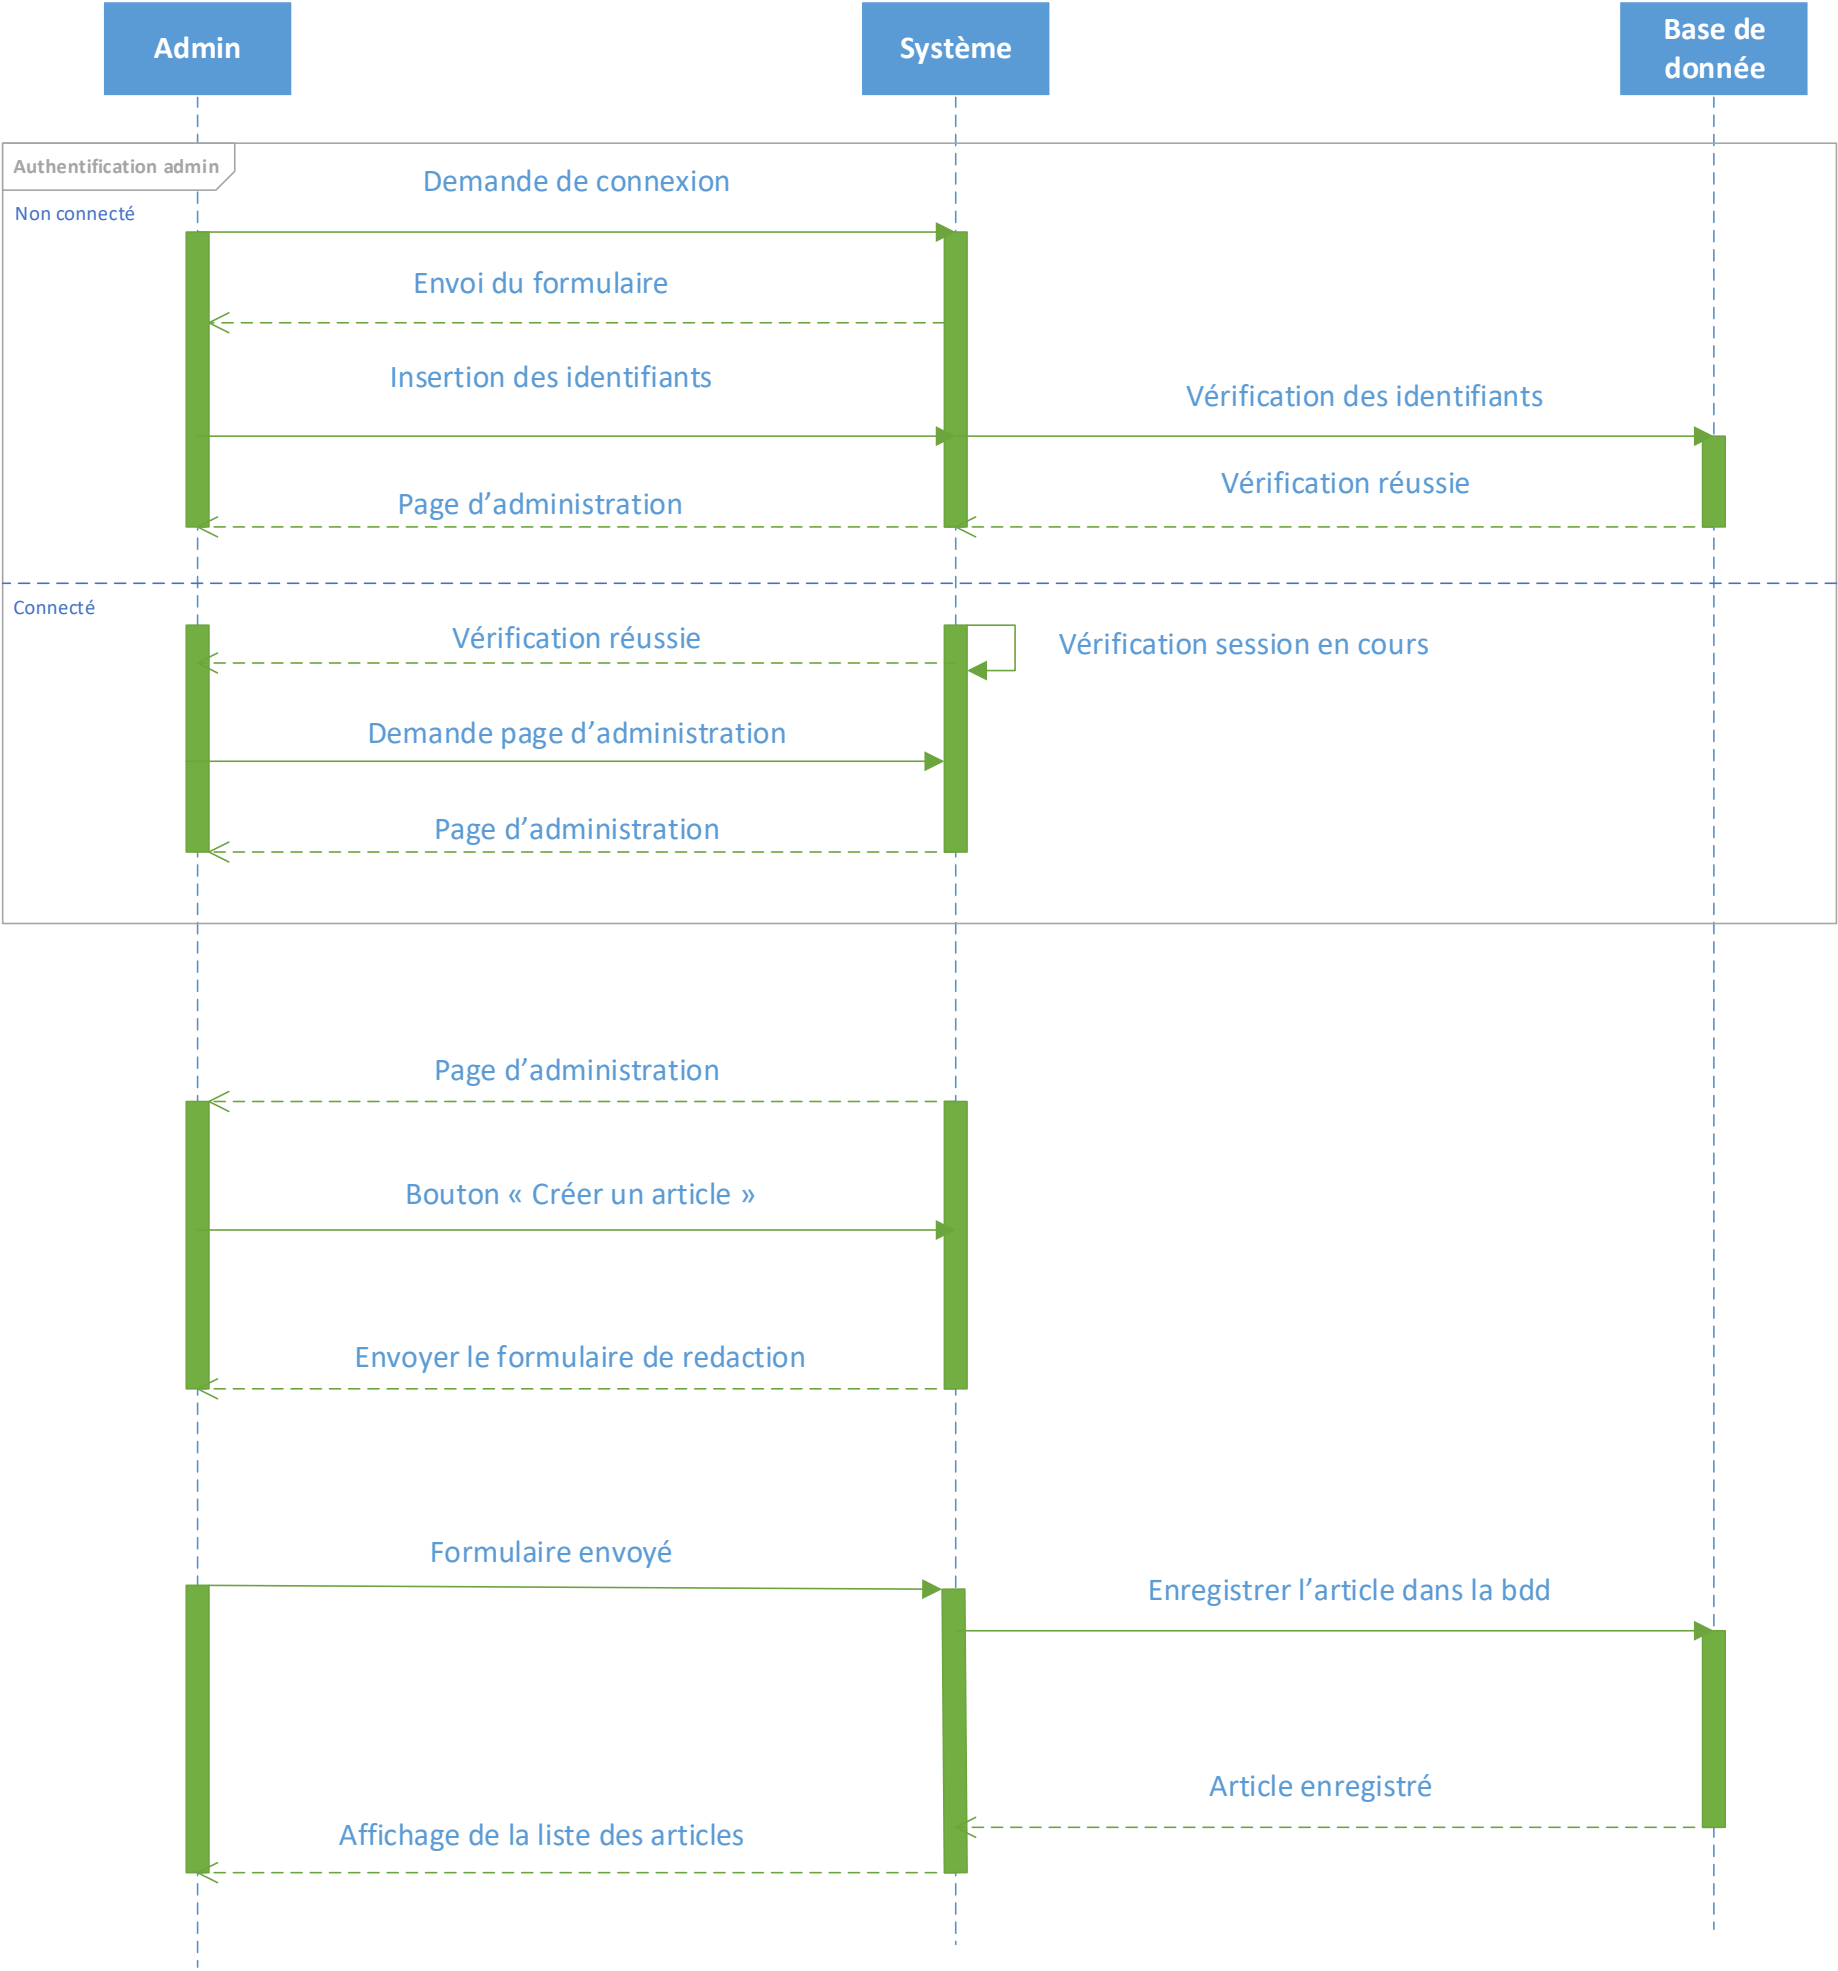 Admin
Système
Base de
donnée
Authentification admin
Non connecté
Demande de connexion
Envoi du formulaire
Insertion des identifiants
Vérification des identifiants
Vérification réussie
Page d’administration
Connecté
Vérification réussie
Vérification session en cours
Demande page d’administration
Page d’administration
Page d’administration
Bouton « Créer un article »
Envoyer le formulaire de redaction
Formulaire envoyé
Enregistrer l’article dans la bdd
Article enregistré
Affichage de la liste des articles